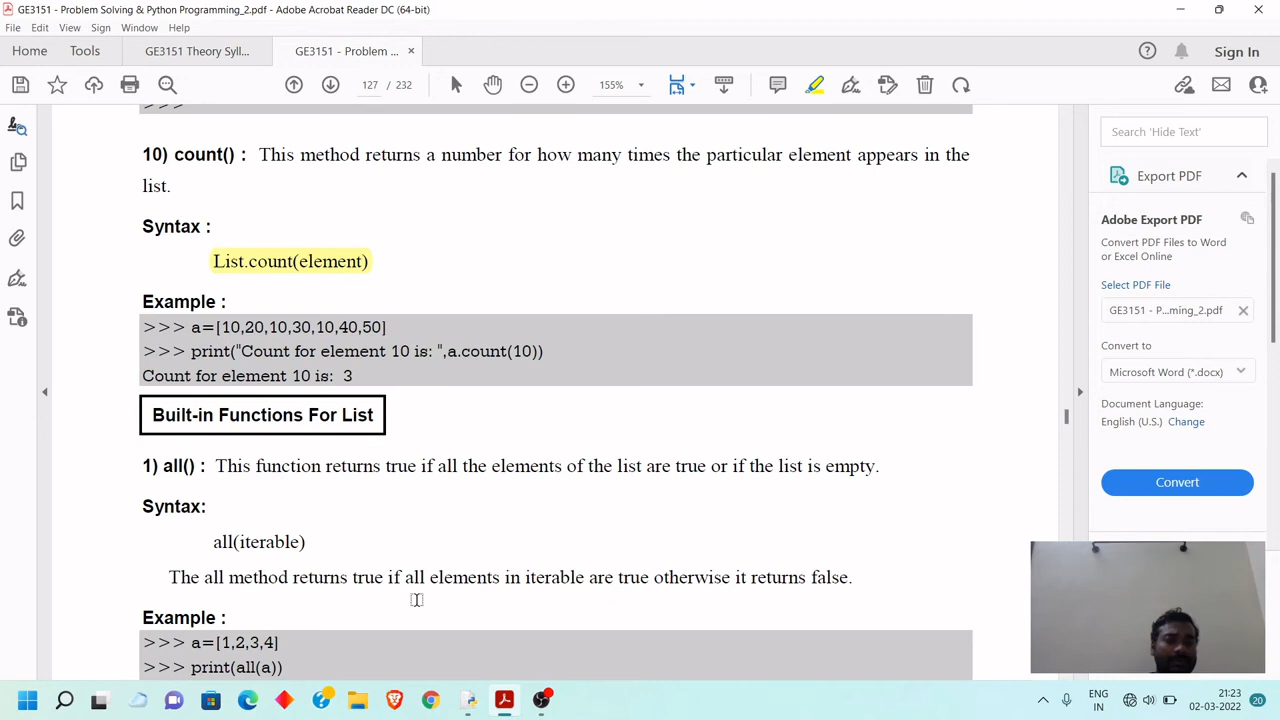 GE3151 - Problem Solving & Python Programming_2.pdf - Adobe Acrobat Reader DC (64-bit)
File Edit View Sign Window Help
Home Tools GE3151 Theory Syll... GE3151 - Problem ... × Sign In
127 / 232 155%
>>>
10) count() : This method returns a number for how many times the particular element appears in the
list.
Syntax :
List.count(element)
Example :
>>> a=[10,20,10,30,10,40,50]
>>> print("Count for element 10 is: ",a.count(10))
Count for element 10 is: 3
Built-in Functions For List
1) all() : This function returns true if all the elements of the list are true or if the list is empty.
Syntax:
all(iterable)
The all method returns true if all elements in iterable are true otherwise it returns false.
Example :
>>> a=[1,2,3,4]
>>> print(all(a))
Search 'Hide Text'
Export PDF
Adobe Export PDF
Convert PDF Files to Word
or Excel Online
Select PDF File
GE3151 - P...ming_2.pdf
Convert to
Microsoft Word (*.docx)
Document Language:
English (U.S.) Change
Convert
ENG
IN
21:23
02-03-2022
20